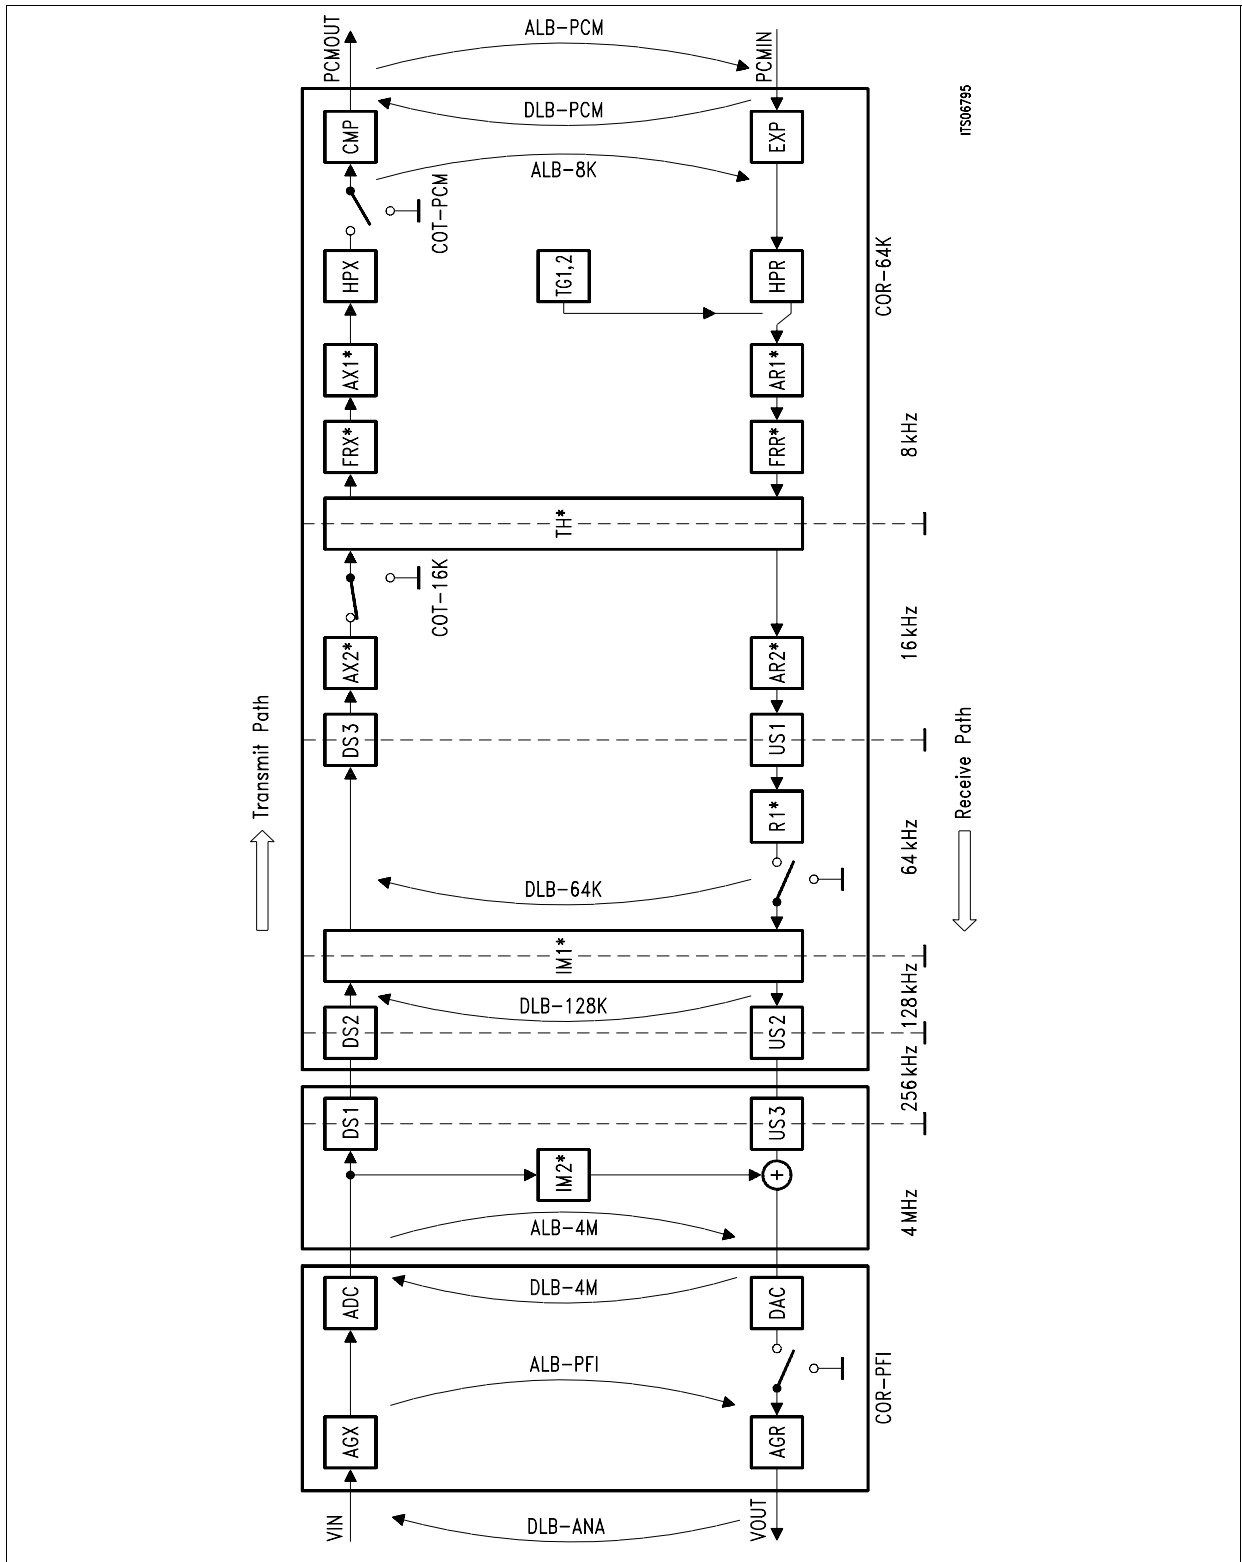 PCMOUT
ALB-PCM
PCMIN
DLB-PCM
ITS06795
CMP
EXP
ALB-8K
COT-PCM
HPX
TG1,2
HPR
COR-64K
AX1*
AR1*
FRX*
FRR*
8 kHz
TH*
COT-16K
AX2*
AR2*
16 kHz
Transmit Path
DS3
US1
Receive Path
R1*
64 kHz
DLB-64K
IM1*
128 kHz
DLB-128K
DS2
US2
256 kHz
DS1
US3
IM2*
+
4 MHz
ALB-4M
DLB-4M
ADC
DAC
ALB-PFI
COR-PFI
AGX
AGR
VIN
VOUT
DLB-ANA